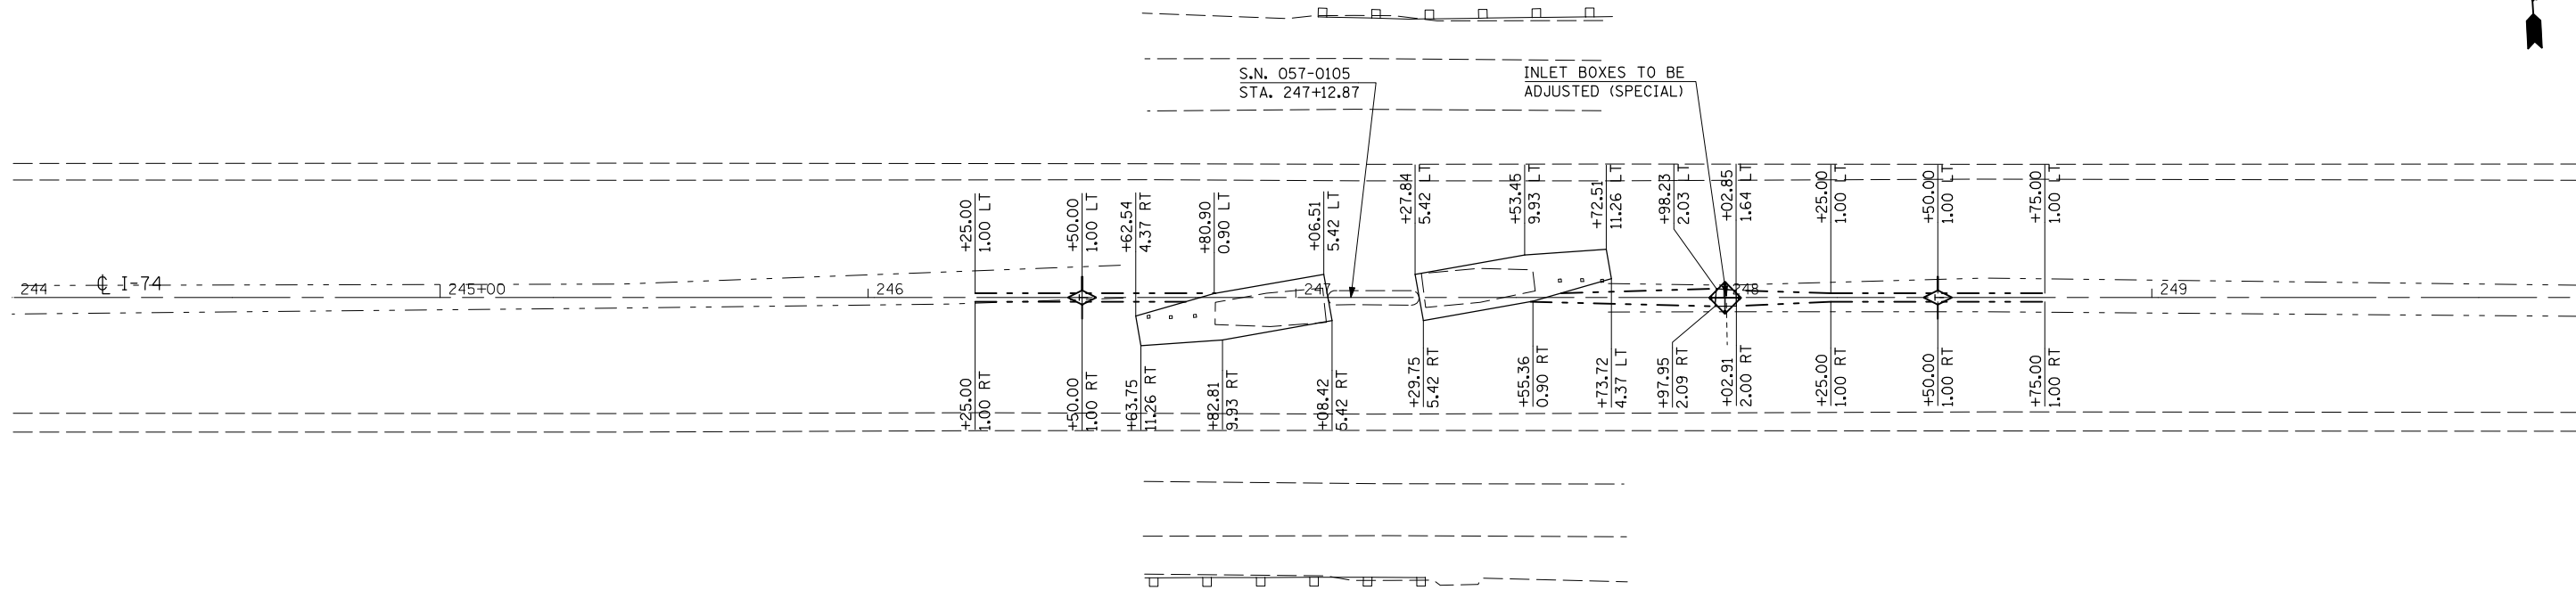 S.N. 057-0105
STA. 247+12.87
INLET BOXES TO BE
ADJUSTED (SPECIAL)
+25.00
1.00 LT
+50.00
1.00 LT
+62.54
4.37 RT
+80.90
0.90 LT
+06.51
5.42 LT
+27.84
5.42 LT
+53.45
9.93 LT
+72.51
11.26 LT
+98.23
2.03 LT
+02.85
1.64 LT
+25.00
1.00 LT
+50.00
1.00 LT
+75.00
1.00 LT
℄ I-74
244
245+00
246
247
248
249
+25.00
1.00 RT
+50.00
1.00 RT
+63.75
11.26 RT
+82.81
9.93 RT
+08.42
5.42 RT
+29.75
5.42 RT
+55.36
0.90 RT
+73.72
4.37 LT
+97.95
2.09 RT
+02.91
2.00 RT
+25.00
1.00 RT
+50.00
1.00 RT
+75.00
1.00 RT